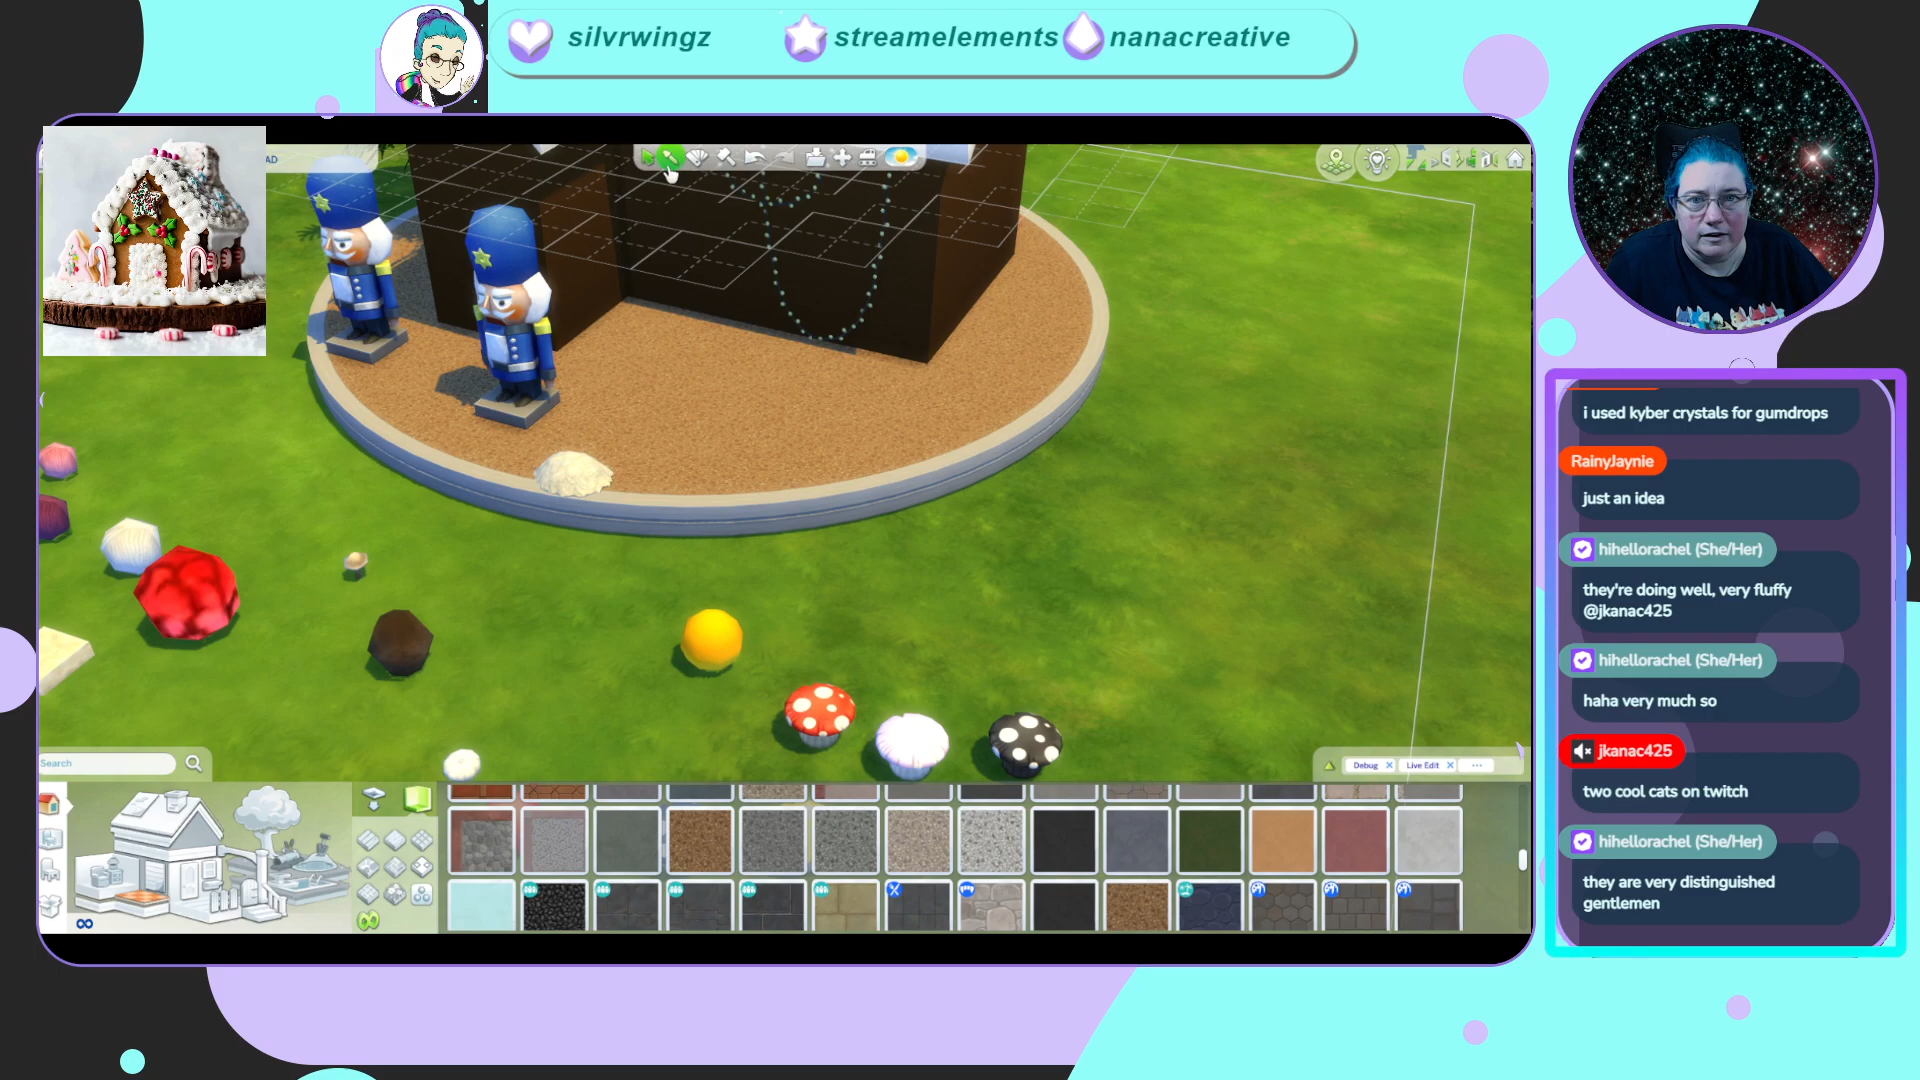 silvrwingz
streamelements
nanacreative
AD
i used kyber crystals for gumdrops
RainyJaynie
just an idea
hihellorachel (She/Her)
they're doing well, very fluffy
@jkanac425
hihellorachel (She/Her)
haha very much so
jkanac425
two cool cats on twitch
hihellorachel (She/Her)
they are very distinguished
gentlemen
Search
Debug
Live Edit